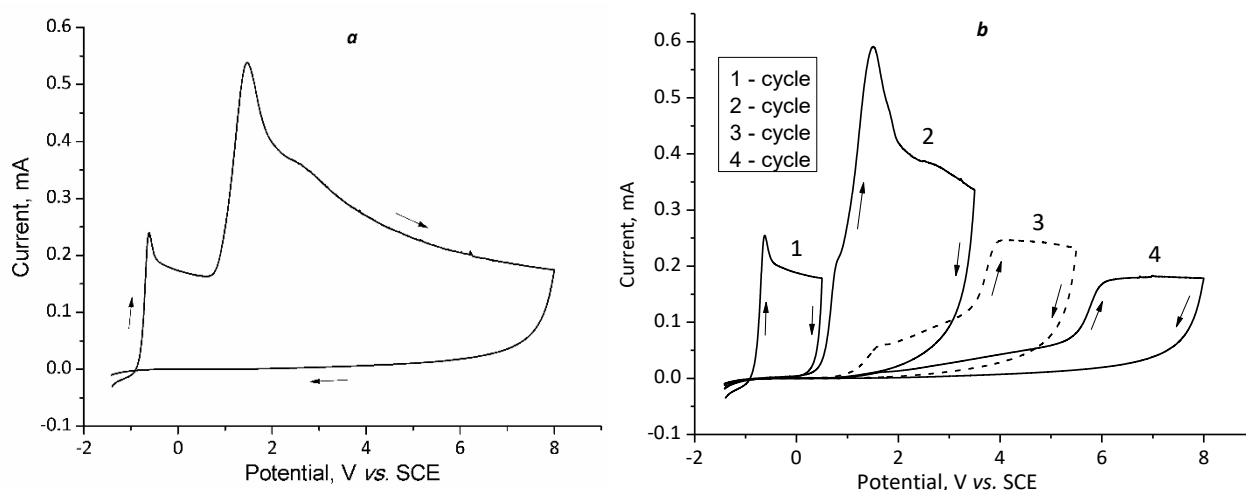 a
0.6
0.5
0.4
0.3
0.2
0.1
0.0
-0.1
Current, mA
-2 0 2 4 6 8
Potential, V vs. SCE
b
0.6
0.5
0.4
0.3
0.2
0.1
0.0
-0.1
Current, mA
1 - cycle
2 - cycle
3 - cycle
4 - cycle
1
2
3
4
-2 0 2 4 6 8
Potential, V vs. SCE